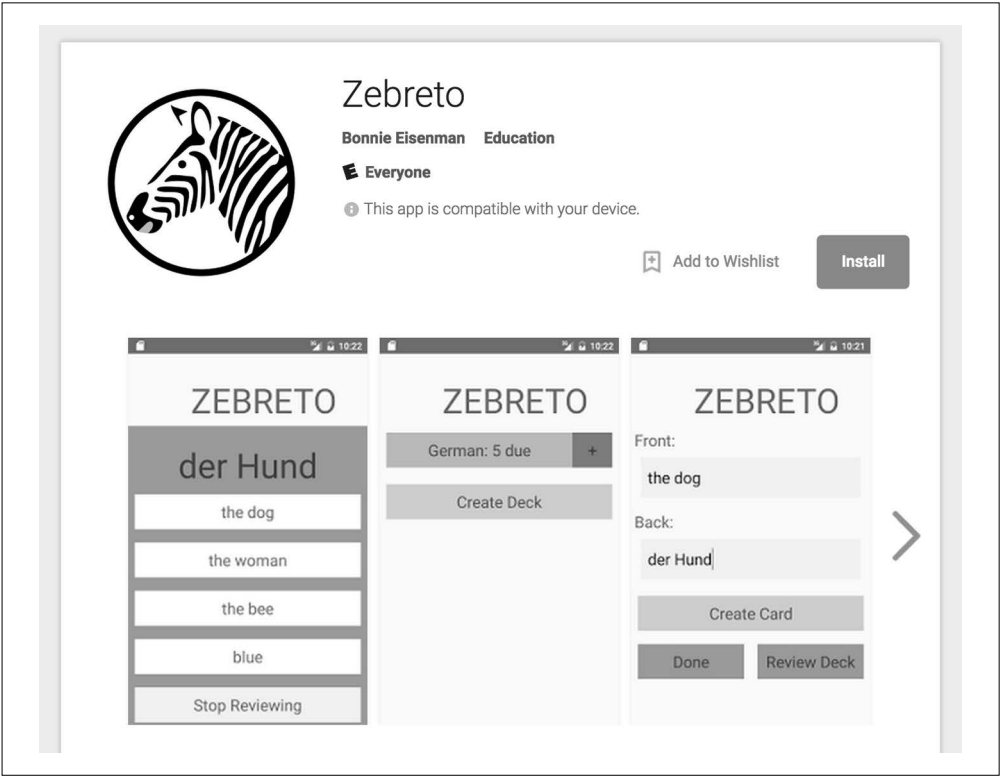 Zebreto
Bonnie Eisenman Education
E Everyone
This app is compatible with your device.
Add to Wishlist Install
10:22
ZEBRETO
der Hund
the dog
the woman
the bee
blue
Stop Reviewing
10:22
ZEBRETO
German: 5 due +
Create Deck
10:21
ZEBRETO
Front:
the dog
Back:
der Hund
Create Card
Done Review Deck